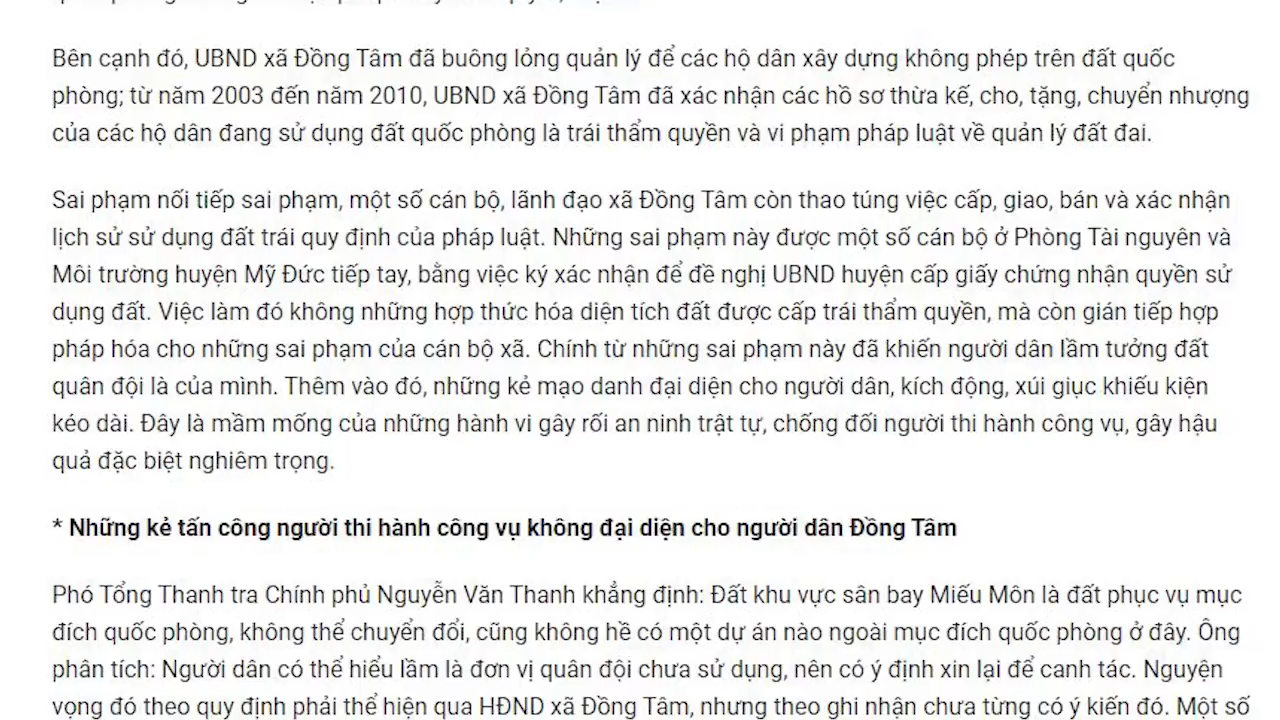 Bên cạnh đó, UBND xã Đồng Tâm đã buông lỏng quản lý để các hộ dân xây dựng không phép trên đất quốc
phòng; từ năm 2003 đến năm 2010, UBND xã Đồng Tâm đã xác nhận các hồ sơ thừa kế, cho, tặng, chuyển nhượng
của các hộ dân đang sử dụng đất quốc phòng là trái thẩm quyền và vi phạm pháp luật về quản lý đất đai.
Sai phạm nối tiếp sai phạm, một số cán bộ, lãnh đạo xã Đồng Tâm còn thao túng việc cấp, giao, bán và xác nhận
lịch sử sử dụng đất trái quy định của pháp luật. Những sai phạm này được một số cán bộ ở Phòng Tài nguyên và
Môi trường huyện Mỹ Đức tiếp tay, bằng việc ký xác nhận để đề nghị UBND huyện cấp giấy chứng nhận quyền sử
dụng đất. Việc làm đó không những hợp thức hóa diện tích đất được cấp trái thẩm quyền, mà còn gián tiếp hợp
pháp hóa cho những sai phạm của cán bộ xã. Chính từ những sai phạm này đã khiến người dân lầm tưởng đất
quân đội là của mình. Thêm vào đó, những kẻ mạo danh đại diện cho người dân, kích động, xúi giục khiếu kiện
kéo dài. Đây là mầm mống của những hành vi gây rối an ninh trật tự, chống đối người thi hành công vụ, gây hậu
quả đặc biệt nghiêm trọng.
* Những kẻ tấn công người thi hành công vụ không đại diện cho người dân Đồng Tâm
Phó Tổng Thanh tra Chính phủ Nguyễn Văn Thanh khẳng định: Đất khu vực sân bay Miếu Môn là đất phục vụ mục
đích quốc phòng, không thể chuyển đổi, cũng không hề có một dự án nào ngoài mục đích quốc phòng ở đây. Ông
phân tích: Người dân có thể hiểu lầm là đơn vị quân đội chưa sử dụng, nên có ý định xin lại để canh tác. Nguyện
vọng đó theo quy định phải thể hiện qua HĐND xã Đồng Tâm, nhưng theo ghi nhận chưa từng có ý kiến đó. Một số